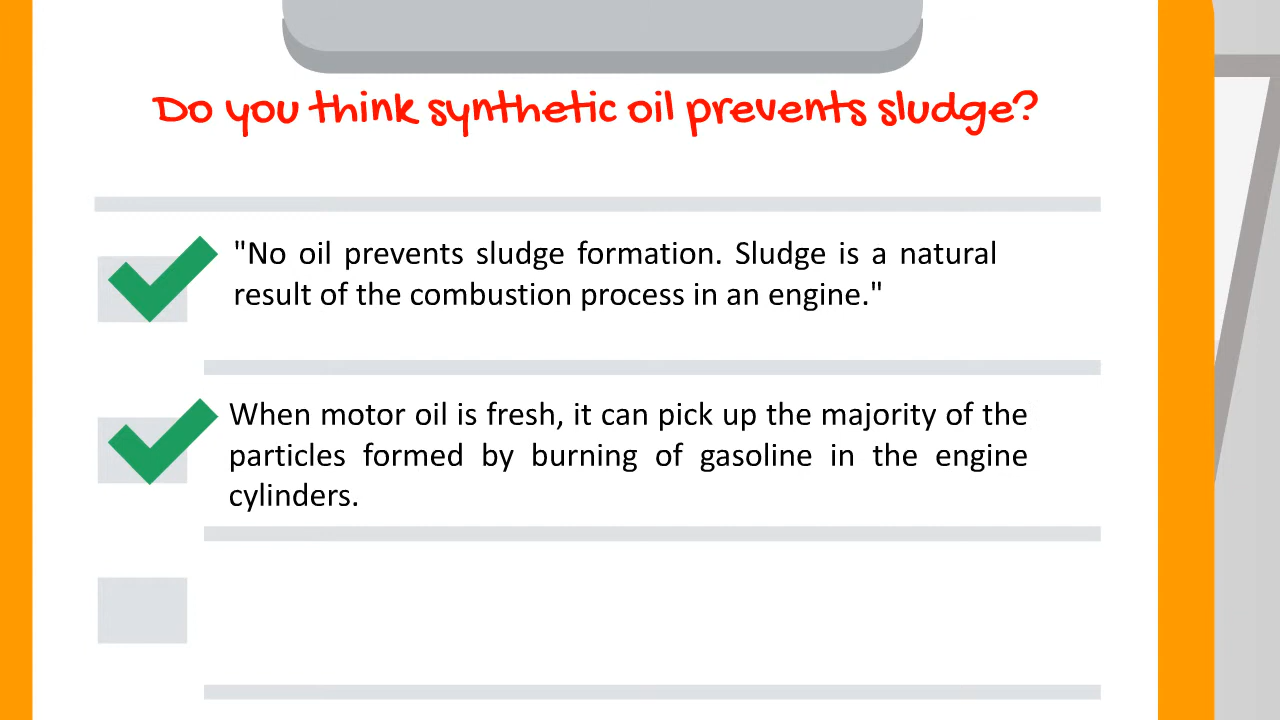 Do you think synthetic oil prevents sludge?
"No oil prevents sludge formation. Sludge is a natural
result of the combustion process in an engine."
When motor oil is fresh, it can pick up the majority of the
particles formed by burning of gasoline in the engine
cylinders.